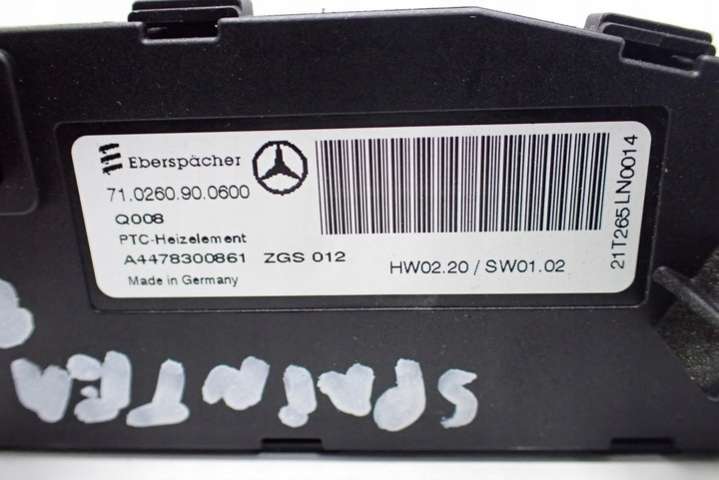 Eberspächer
71.0260.90.0600
Q008
PTC-Heizelement
A4478300861 ZGS 012
Made in Germany
HW02.20 / SW01.02
21T265LN0014
SPRINTER